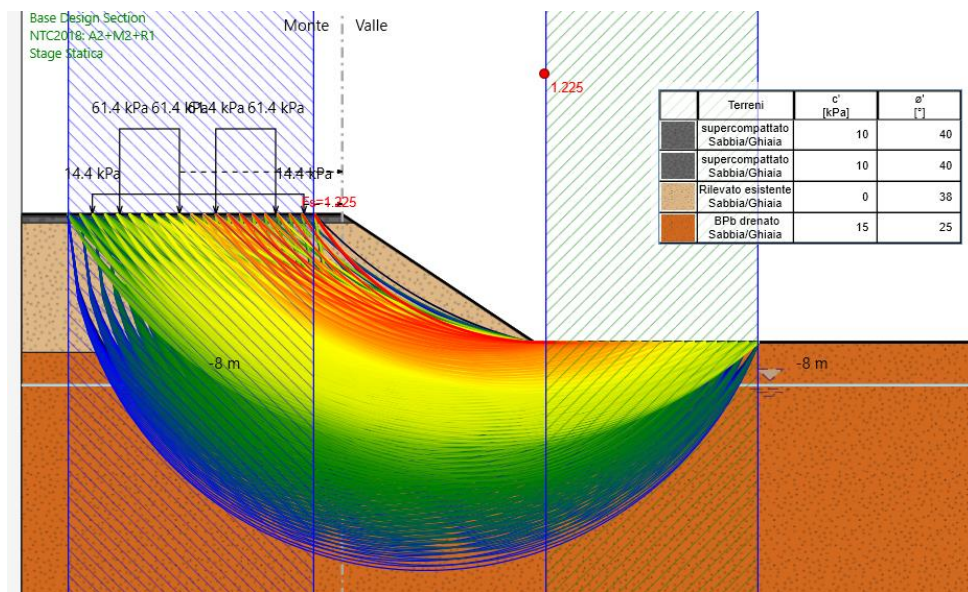 Base Design Section
NTC2018: A2+M2+R1
Stage Statica
Monte
Valle
61.4 kPa
61.4 kPa
61.4 kPa
61.4 kPa
14.4 kPa
14.4 kPa
Fs=1.225
1.225
Terreni
c'
[kPa]
ø'
[°]
supercompattato
Sabbia/Ghiaia
10
40
supercompattato
Sabbia/Ghiaia
10
40
Rilevato esistente
Sabbia/Ghiaia
0
38
BPb drenato
Sabbia/Ghiaia
15
25
-8 m
-8 m